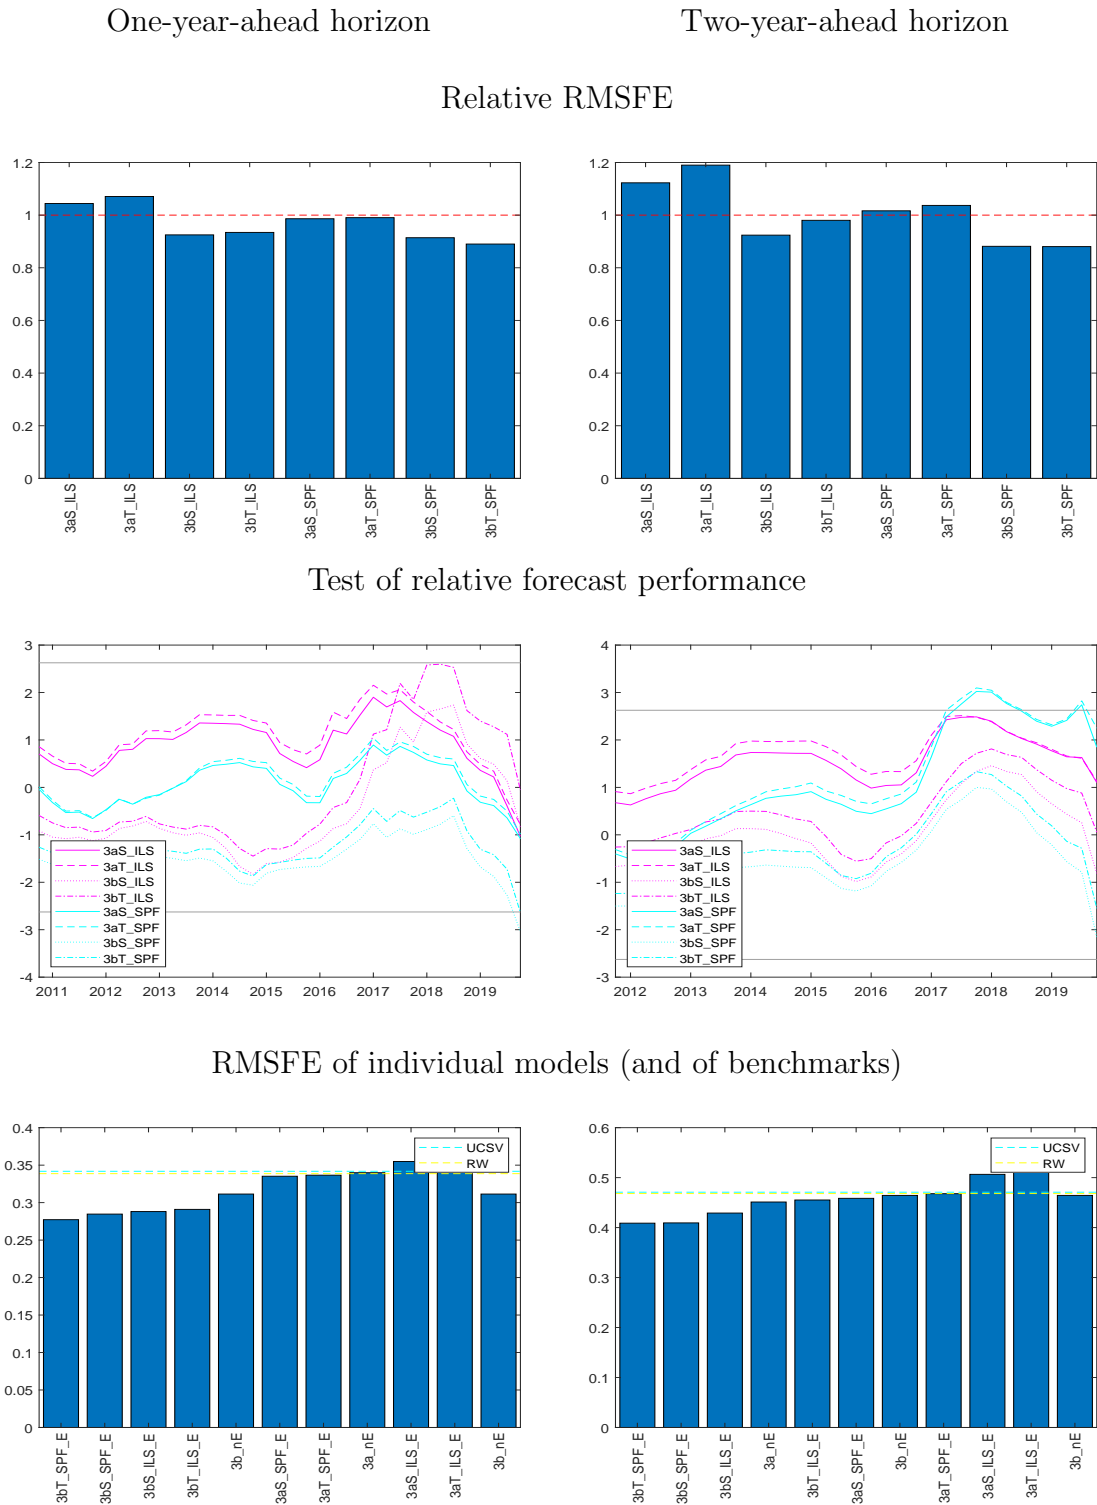 One-year-ahead horizon
Two-year-ahead horizon
Relative RMSFE
1.2
1
0.8
0.6
0.4
0.2
0
3aS_ILS
3aT_ILS
3bS_ILS
3bT_ILS
3aS_SPF
3aT_SPF
3bS_SPF
3bT_SPF
1.2
1
0.8
0.6
0.4
0.2
0
3aS_ILS
3aT_ILS
3bS_ILS
3bT_ILS
3aS_SPF
3aT_SPF
3bS_SPF
3bT_SPF
Test of relative forecast performance
3
2
1
0
-1
-2
-3
-4
3aS_ILS
3aT_ILS
3bS_ILS
3bT_ILS
3aS_SPF
3aT_SPF
3bS_SPF
3bT_SPF
2011 2012 2013 2014 2015 2016 2017 2018 2019
4
3
2
1
0
-1
-2
-3
3aS_ILS
3aT_ILS
3bS_ILS
3bT_ILS
3aS_SPF
3aT_SPF
3bS_SPF
3bT_SPF
2012 2013 2014 2015 2016 2017 2018 2019
RMSFE of individual models (and of benchmarks)
0.4
0.35
0.3
0.25
0.2
0.15
0.1
0.05
0
UCSV
RW
3bT_SPF_E
3bS_SPF_E
3bS_ILS_E
3bT_ILS_E
3b_nE
3aS_SPF_E
3aT_SPF_E
3a_nE
3aS_ILS_E
3aT_ILS_E
3b_nE
0.6
0.5
0.4
0.3
0.2
0.1
0
UCSV
RW
3bT_SPF_E
3bS_SPF_E
3bS_ILS_E
3a_nE
3bT_ILS_E
3aS_SPF_E
3b_nE
3aT_SPF_E
3aS_ILS_E
3aT_ILS_E
3b_nE